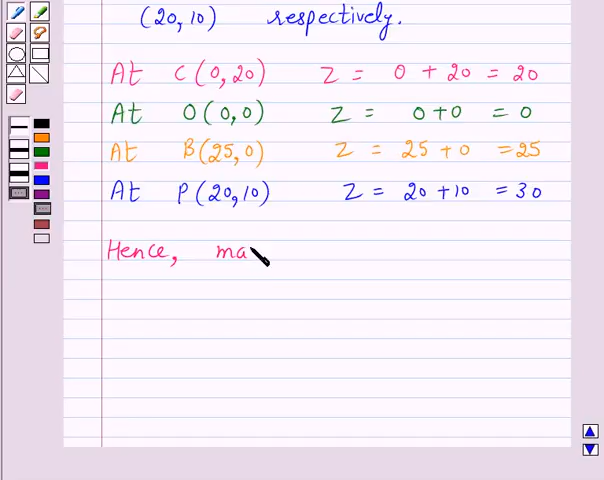 (20,10) respectively.
At C(0,20) Z = 0 + 20 = 20
At O(0,0) Z = 0+0 = 0
At B(25,0) Z = 25 + 0 = 25
At P(20,10) Z = 20 + 10 = 30
Hence, ma